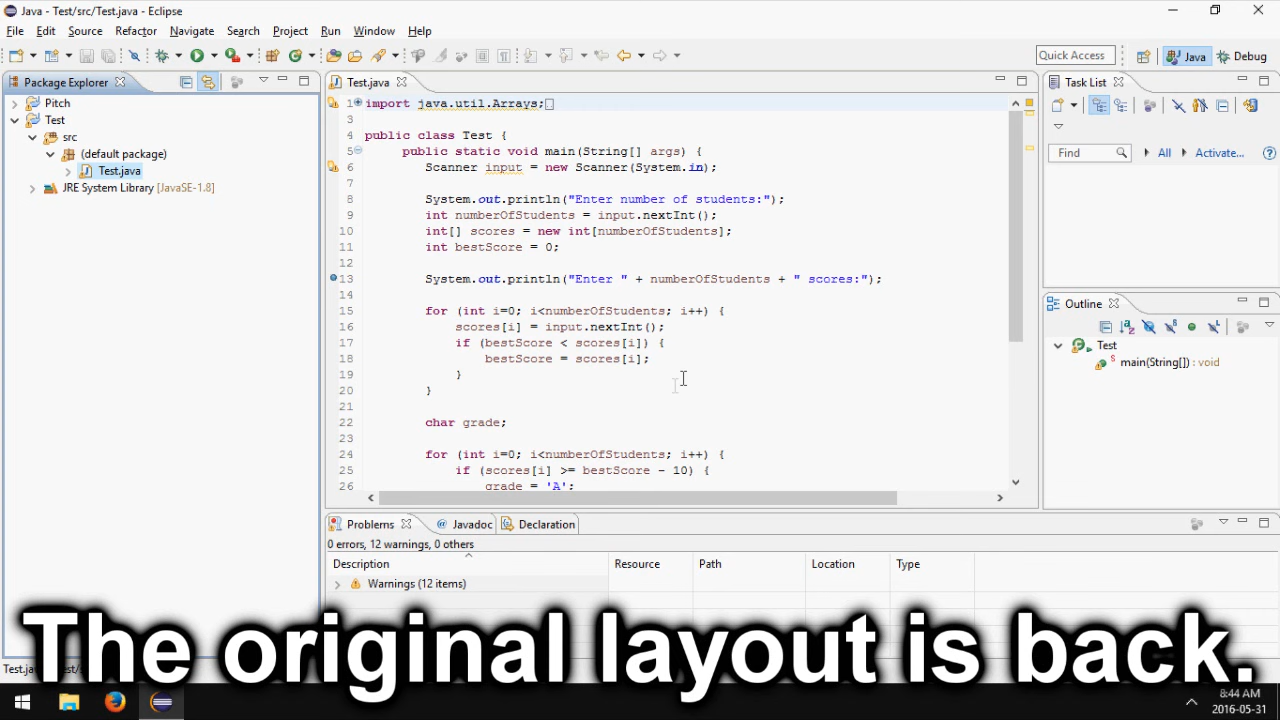 Java - Test/src/Test.java - Eclipse
File Edit Source Refactor Navigate Search Project Run Window Help
Quick Access Java Debug
Package Explorer
Pitch
Test
src
(default package)
Test.java
JRE System Library [JavaSE-1.8]
Test.java
1 import java.util.Arrays;
3
4 public class Test {
5 public static void main(String[] args) {
6 Scanner input = new Scanner(System.in);
7
8 System.out.println("Enter number of students:");
9 int numberOfStudents = input.nextInt();
10 int[] scores = new int[numberOfStudents];
11 int bestScore = 0;
12
13 System.out.println("Enter " + numberOfStudents + " scores:");
14
15 for (int i=0; i<numberOfStudents; i++) {
16 scores[i] = input.nextInt();
17 if (bestScore < scores[i]) {
18 bestScore = scores[i];
19 }
20 }
21
22 char grade;
23
24 for (int i=0; i<numberOfStudents; i++) {
25 if (scores[i] >= bestScore - 10) {
26 grade = 'A';
Task List
Find All Activate...
Outline
Test
main(String[]) : void
Problems Javadoc Declaration
0 errors, 12 warnings, 0 others
Description Resource Path Location Type
Warnings (12 items)
The original layout is back.
8:44 AM
2016-05-31